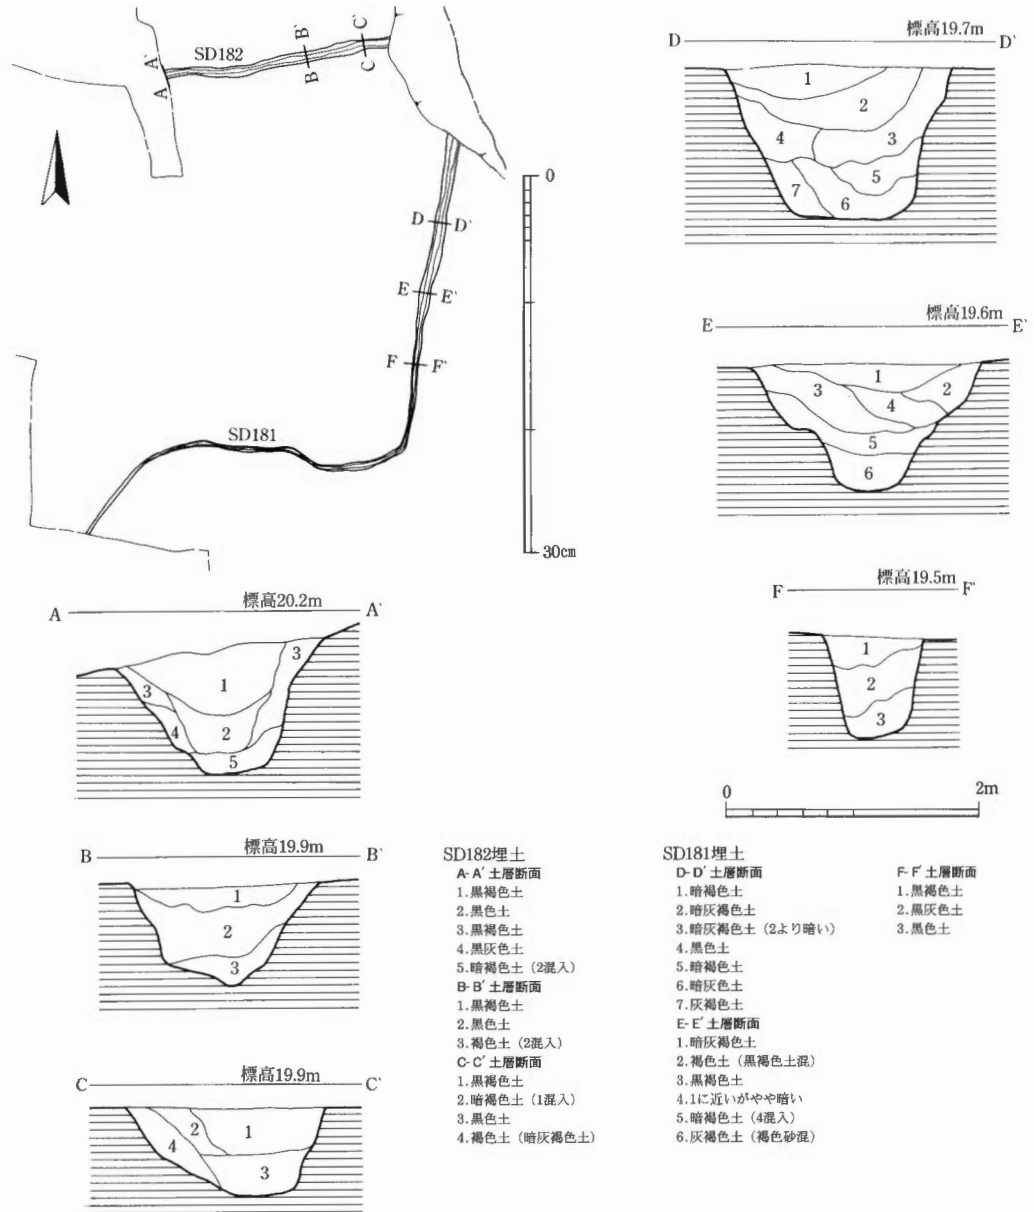 SD182
A
A`
B
B`
C
C`
D
D`
E
E`
F
F`
SD181
0
30cm
標高19.7m
D
D`
1
2
3
4
5
6
7
標高19.6m
E
E`
1
2
3
4
5
6
標高19.5m
F
F`
1
2
3
0
2m
標高20.2m
A
A`
1
2
3
3
4
5
標高19.9m
B
B`
1
2
3
標高19.9m
C
C`
1
2
3
4
SD182埋土
A-A′土層断面
1.黒褐色土
2.黒色土
3.黒褐色土
4.黒灰色土
5.暗褐色土（2混入）
B-B′土層断面
1.黒褐色土
2.黒色土
3.褐色土（2混入）
C-C′土層断面
1.黒褐色土
2.暗褐色土（1混入）
3.黒色土
4.褐色土（暗灰褐色土）
SD181埋土
D-D′土層断面
1.暗褐色土
2.暗灰褐色土
3.暗灰褐色土（2より暗い）
4.黒色土
5.暗褐色土
6.暗灰色土
7.灰褐色土
E-E′土層断面
1.暗灰褐色土
2.褐色土（黒褐色土混）
3.黒褐色土
4.1に近いがやや暗い
5.暗褐色土（4混入）
6.灰褐色土（褐色砂混）
F-F′土層断面
1.黒褐色土
2.黒灰色土
3.黒色土